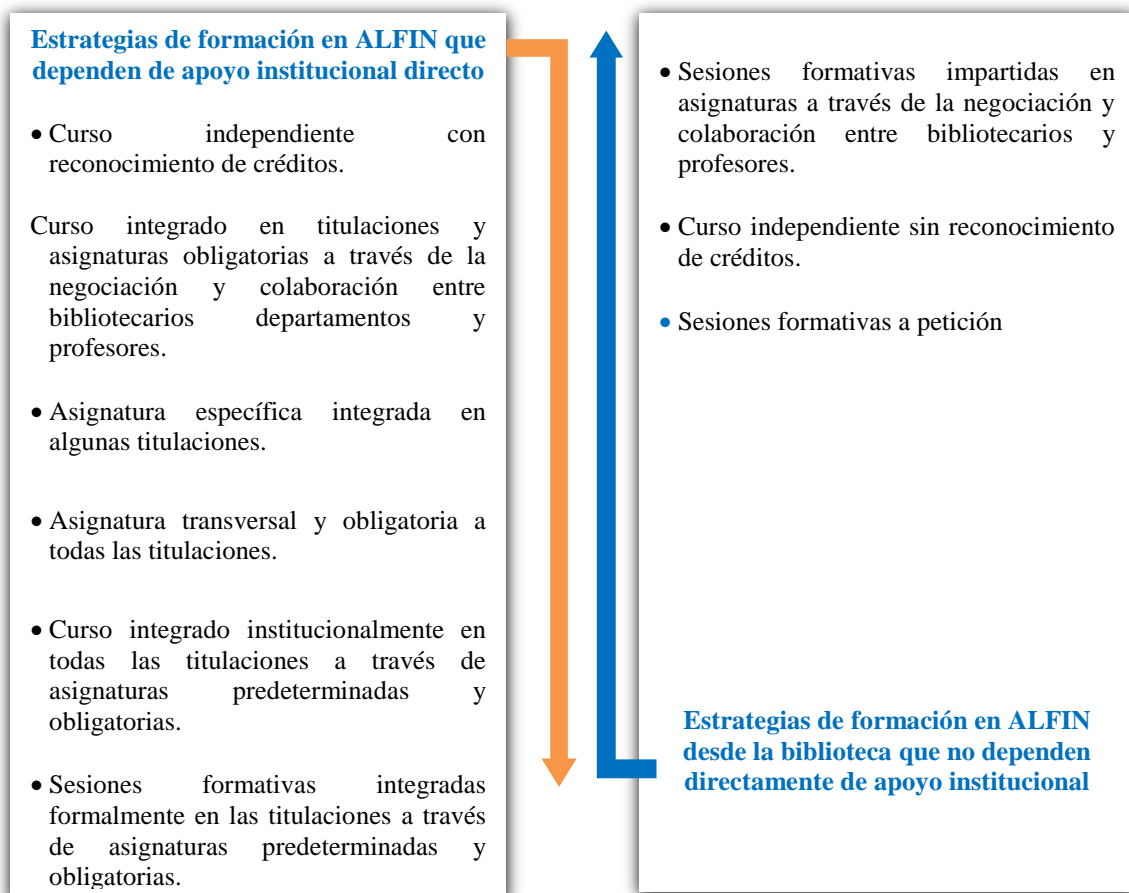 Estrategias de formación en ALFIN que
dependen de apoyo institucional directo
• Curso independiente con
reconocimiento de créditos.
Curso integrado en titulaciones y
asignaturas obligatorias a través de la
negociación y colaboración entre
bibliotecarios departamentos y
profesores.
• Asignatura específica integrada en
algunas titulaciones.
• Asignatura transversal y obligatoria a
todas las titulaciones.
• Curso integrado institucionalmente en
todas las titulaciones a través de
asignaturas predeterminadas y
obligatorias.
• Sesiones formativas integradas
formalmente en las titulaciones a través
de asignaturas predeterminadas y
obligatorias.
• Sesiones formativas impartidas en
asignaturas a través de la negociación y
colaboración entre bibliotecarios y
profesores.
• Curso independiente sin reconocimiento
de créditos.
• Sesiones formativas a petición
Estrategias de formación en ALFIN
desde la biblioteca que no dependen
directamente de apoyo institucional